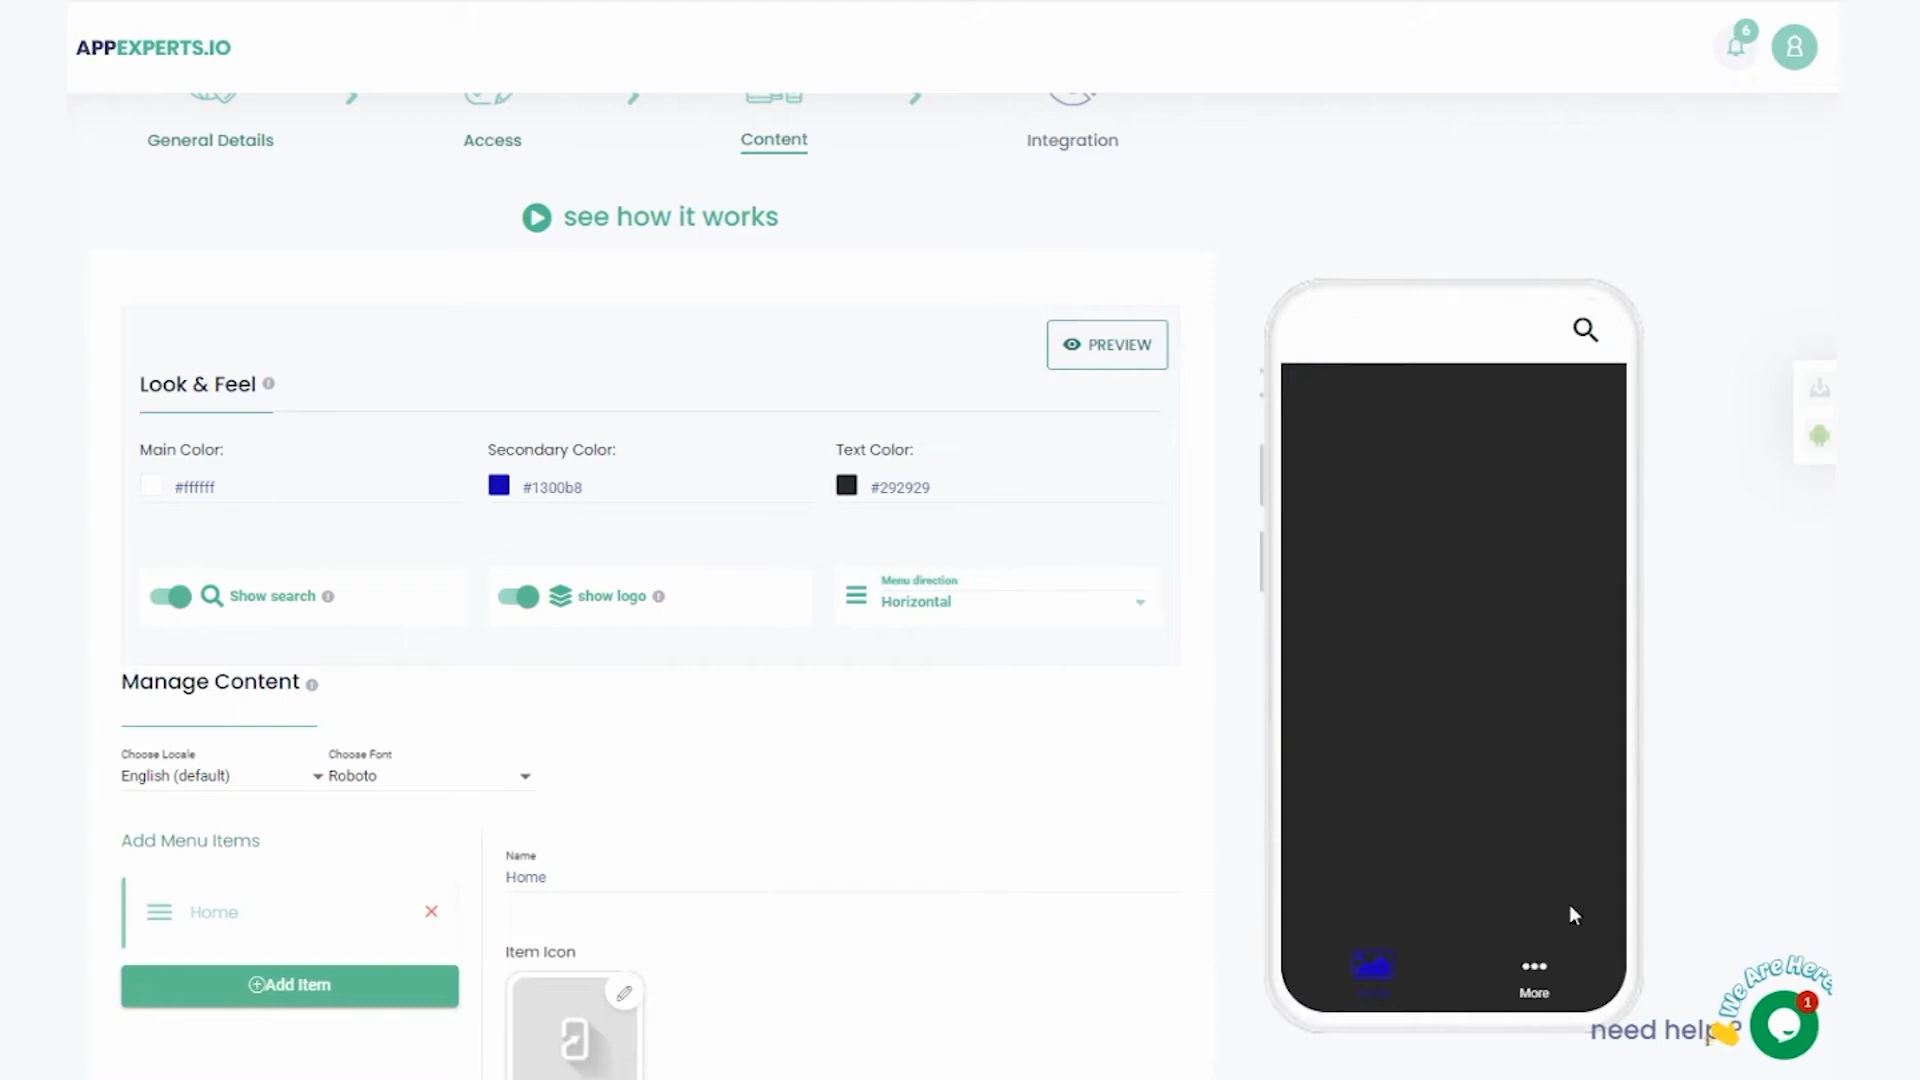 APPEXPERTS.IO
6
General Details
Access
Content
Integration
see how it works
PREVIEW
Look & Feel
Main Color:
Secondary Color:
Text Color:
#ffffff
#1300b8
#292929
Show search
show logo
Menu direction
Horizontal
Manage Content
Choose Locale
Choose Font
English (default)
Roboto
Add Menu Items
Name
Home
Home
Item Icon
Add Item
More
We Are Here!
1
need help?